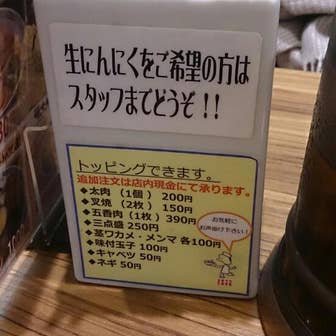 生にんにくをご希望の方は
スタッフまでどうぞ！！
トッピングできます。
追加注文は店内現金にて承ります。
◆太肉（1個） 200円
◆叉焼（2枚）150円
◆五香肉（1枚）390円
◆三点盛 250円
◆茎ワカメ・メンマ 各100円
◆味付玉子 100円
◆キャベツ 50円
◆ネギ 50円
お気軽に
お声掛け下さい！